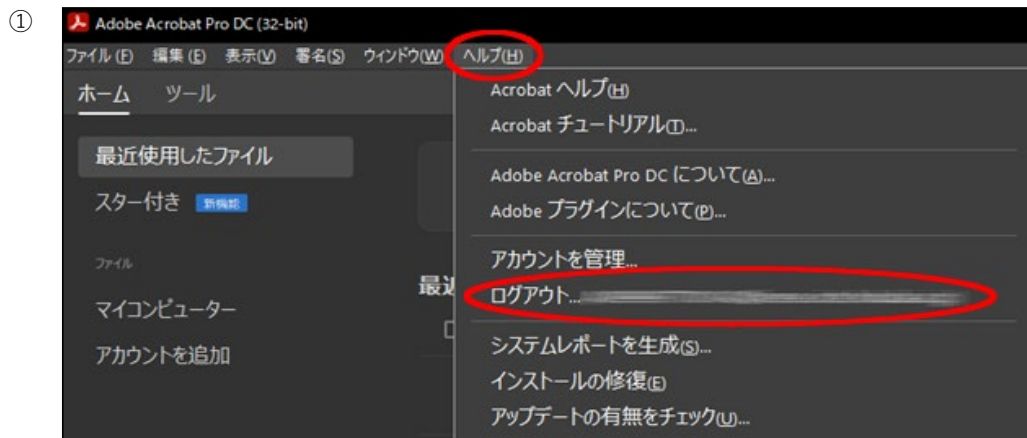 ①
Adobe Acrobat Pro DC (32-bit)
ファイル(F) 編集(E) 表示(V) 署名(S) ウィンドウ(W) ヘルプ(H)
ホーム ツール
最近使用したファイル
スター付き 新機能
ファイル
マイコンピューター
アカウントを追加
最近
Acrobat ヘルプ(H)
Acrobat チュートリアル(T)...
Adobe Acrobat Pro DC について(A)...
Adobe プラグインについて(P)...
アカウントを管理...
ログアウト...
システムレポートを生成(S)...
インストールの修復(E)
アップデートの有無をチェック(U)...